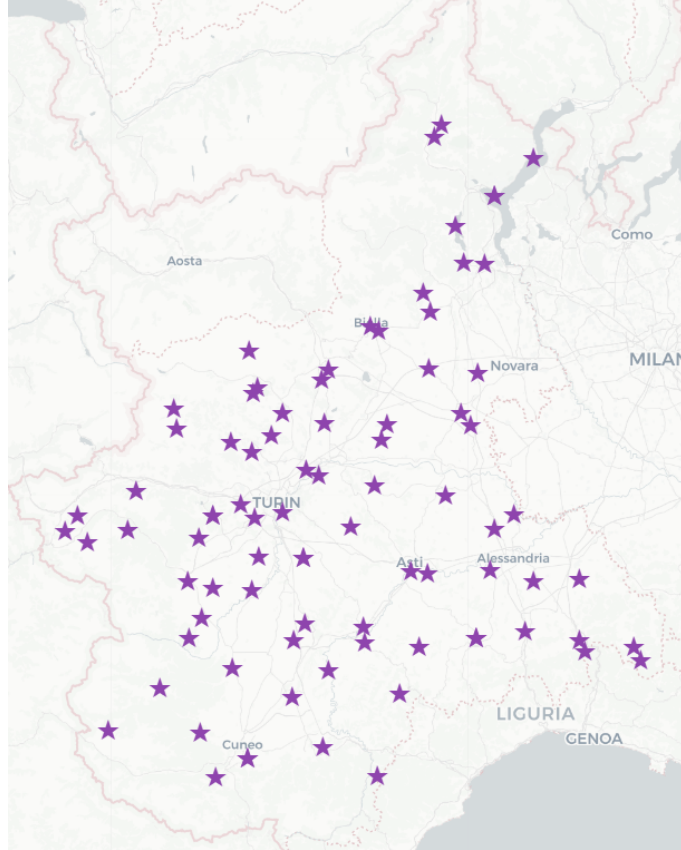 Como
Aosta
Biella
MILAN
Novara
TURIN
Asti
Alessandria
LIGURIA
GENOA
Cuneo